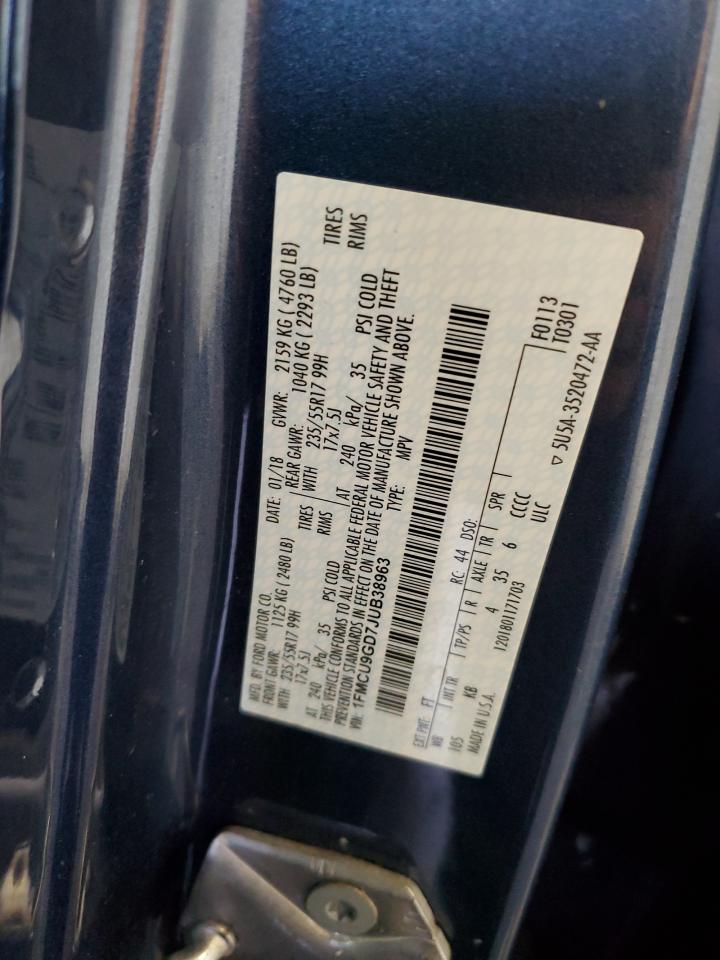 MFD. BY FORD MOTOR CO.
DATE: 01/18 GVWR: 2159 KG ( 4760 LB)
FRONT GAWR: 1125 KG ( 2480 LB)
REAR GAWR: 1040 KG ( 2293 LB)
WITH 235/55R17 99H TIRES
WITH 235/55R17 99H TIRES
17x7.5J RIMS
17x7.5J RIMS
AT 240 kPa/ 35 PSI COLD
AT 240 kPa/ 35 PSI COLD
THIS VEHICLE CONFORMS TO ALL APPLICABLE FEDERAL MOTOR VEHICLE SAFETY AND THEFT
PREVENTION STANDARDS IN EFFECT ON THE DATE OF MANUFACTURE SHOWN ABOVE.
VIN: 1FMCU9GD7JUB38963
TYPE: MPV
EXT PNT: FT RC: 44 DSO:
WB INT TR TP/PS R AXLE TR SPR
105 KB 4 35 6 CCCC
F0113
T0301
MADE IN U.S.A. 1201801171703 ULC
▽ 5U5A-3520472-AA